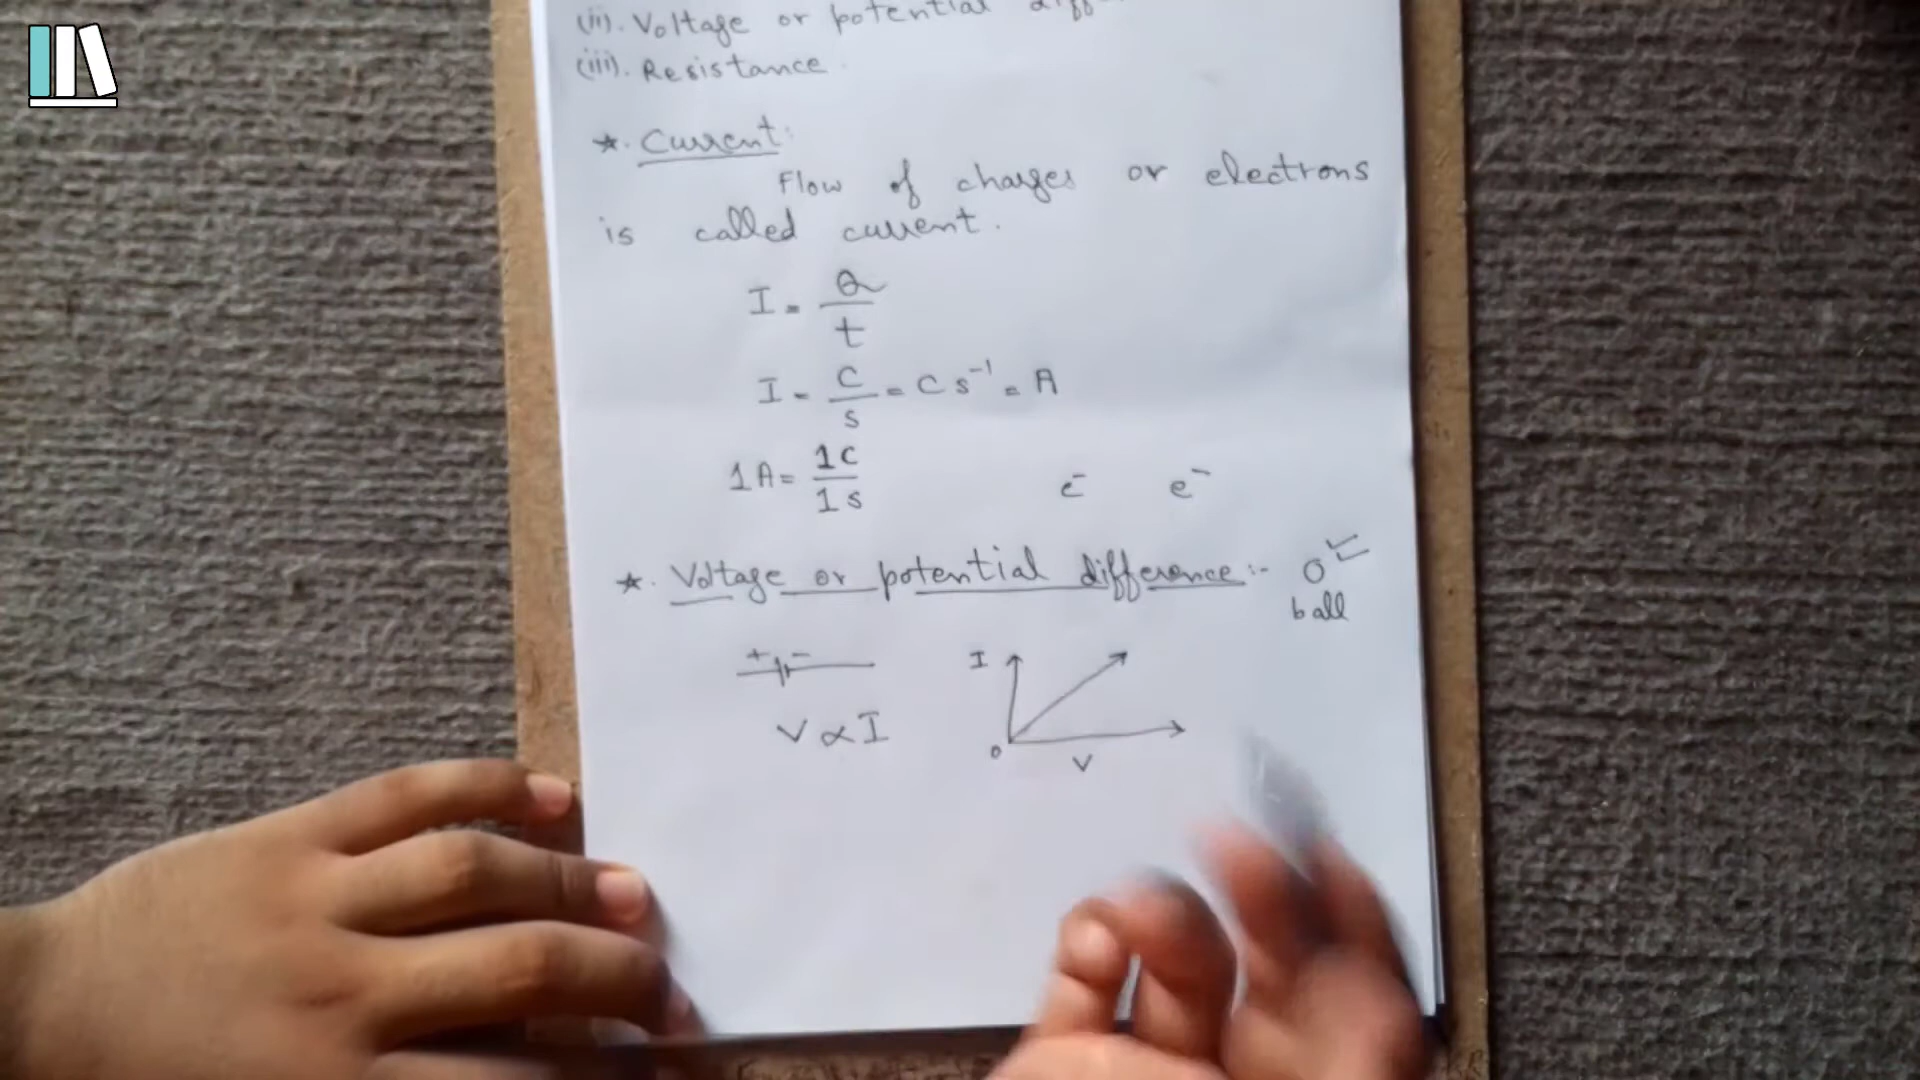 (ii). Voltage or potential
(iii). Resistance.
*. Current:
Flow of charges or electrons
is called current.
I = Q/t
I = C/s = C s⁻¹ = A
1A = 1C/1s
e⁻ e⁻
*. Voltage or potential difference:-
ball
+ -
V ∝ I
I
0
V